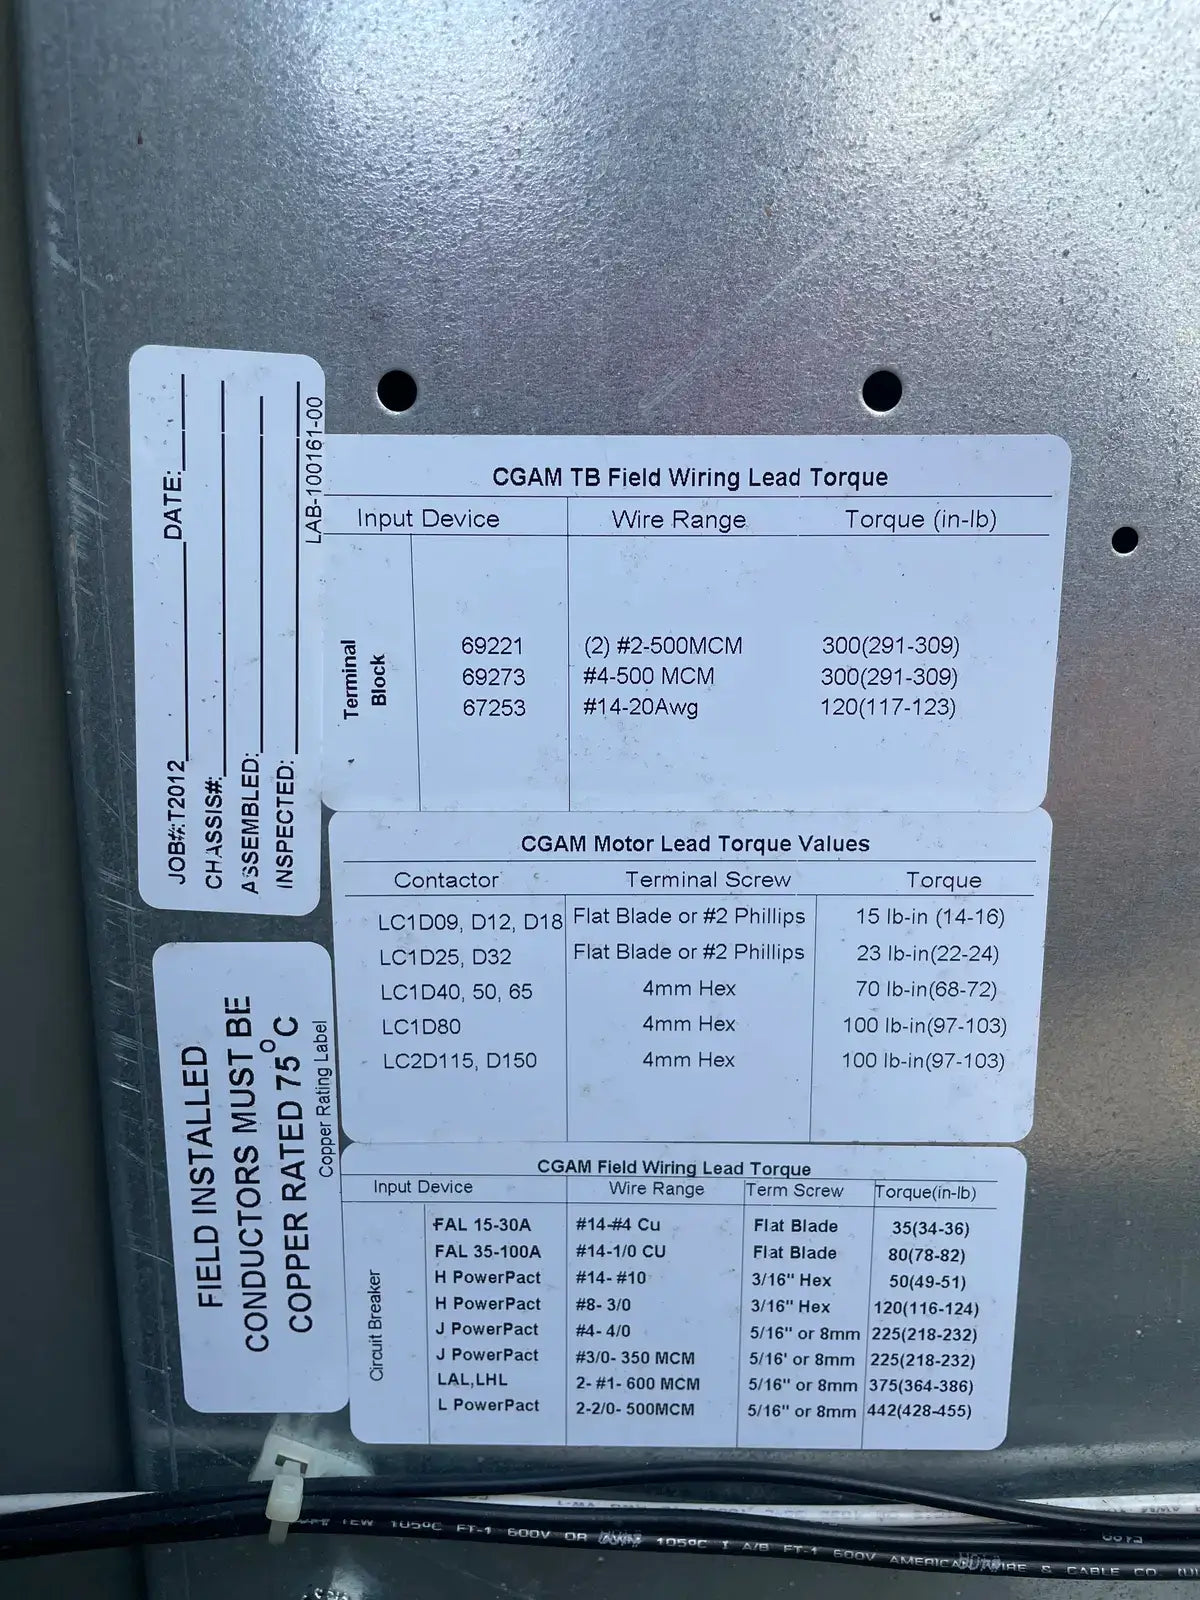 JOB#:T2012 DATE:
CHASSIS#:
ASSEMBLED:
INSPECTED:
LAB-100161-00
CGAM TB Field Wiring Lead Torque
Input Device Wire Range Torque (in-lb)
Terminal
Block
69221 (2) #2-500MCM 300(291-309)
69273 #4-500 MCM 300(291-309)
67253 #14-20Awg 120(117-123)
CGAM Motor Lead Torque Values
Contactor Terminal Screw Torque
LC1D09, D12, D18 Flat Blade or #2 Phillips 15 lb-in (14-16)
LC1D25, D32 Flat Blade or #2 Phillips 23 lb-in(22-24)
LC1D40, 50, 65 4mm Hex 70 lb-in(68-72)
LC1D80 4mm Hex 100 lb-in(97-103)
LC2D115, D150 4mm Hex 100 lb-in(97-103)
FIELD INSTALLED
CONDUCTORS MUST BE
COPPER RATED 75°C
Copper Rating Label
CGAM Field Wiring Lead Torque
Input Device Wire Range Term Screw Torque(in-lb)
Circuit Breaker
FAL 15-30A #14-#4 Cu Flat Blade 35(34-36)
FAL 35-100A #14-1/0 CU Flat Blade 80(78-82)
H PowerPact #14- #10 3/16" Hex 50(49-51)
H PowerPact #8- 3/0 3/16" Hex 120(116-124)
J PowerPact #4- 4/0 5/16" or 8mm 225(218-232)
J PowerPact #3/0- 350 MCM 5/16' or 8mm 225(218-232)
LAL,LHL 2- #1- 600 MCM 5/16" or 8mm 375(364-386)
L PowerPact 2-2/0- 500MCM 5/16" or 8mm 442(428-455)
TEW 105ºC FT-1 600V OR AWM 105ºC I A/B FT-1 600V AMERICAN WIRE & CABLE CO.